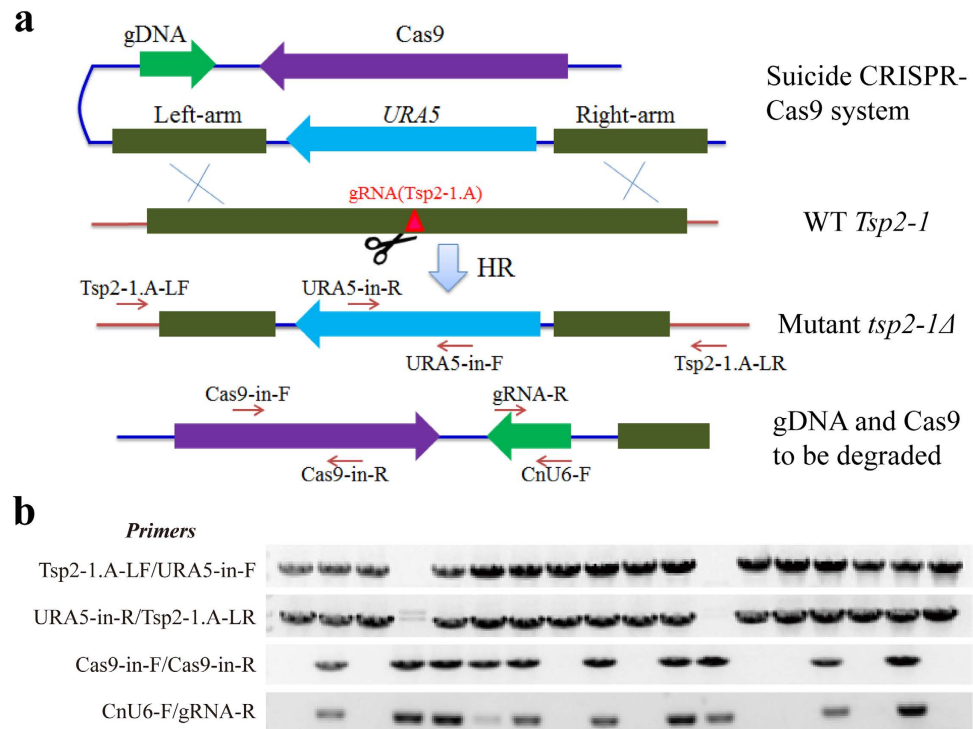 a
gDNA
Cas9
Suicide CRISPR-
Cas9 system
Left-arm
URA5
Right-arm
gRNA(Tsp2-1.A)
WT Tsp2-1
HR
Tsp2-1.A-LF
URA5-in-R
Mutant tsp2-1Δ
URA5-in-F
Tsp2-1.A-LR
Cas9-in-F
gRNA-R
gDNA and Cas9
to be degraded
Cas9-in-R
CnU6-F
b
Primers
Tsp2-1.A-LF/URA5-in-F
URA5-in-R/Tsp2-1.A-LR
Cas9-in-F/Cas9-in-R
CnU6-F/gRNA-R